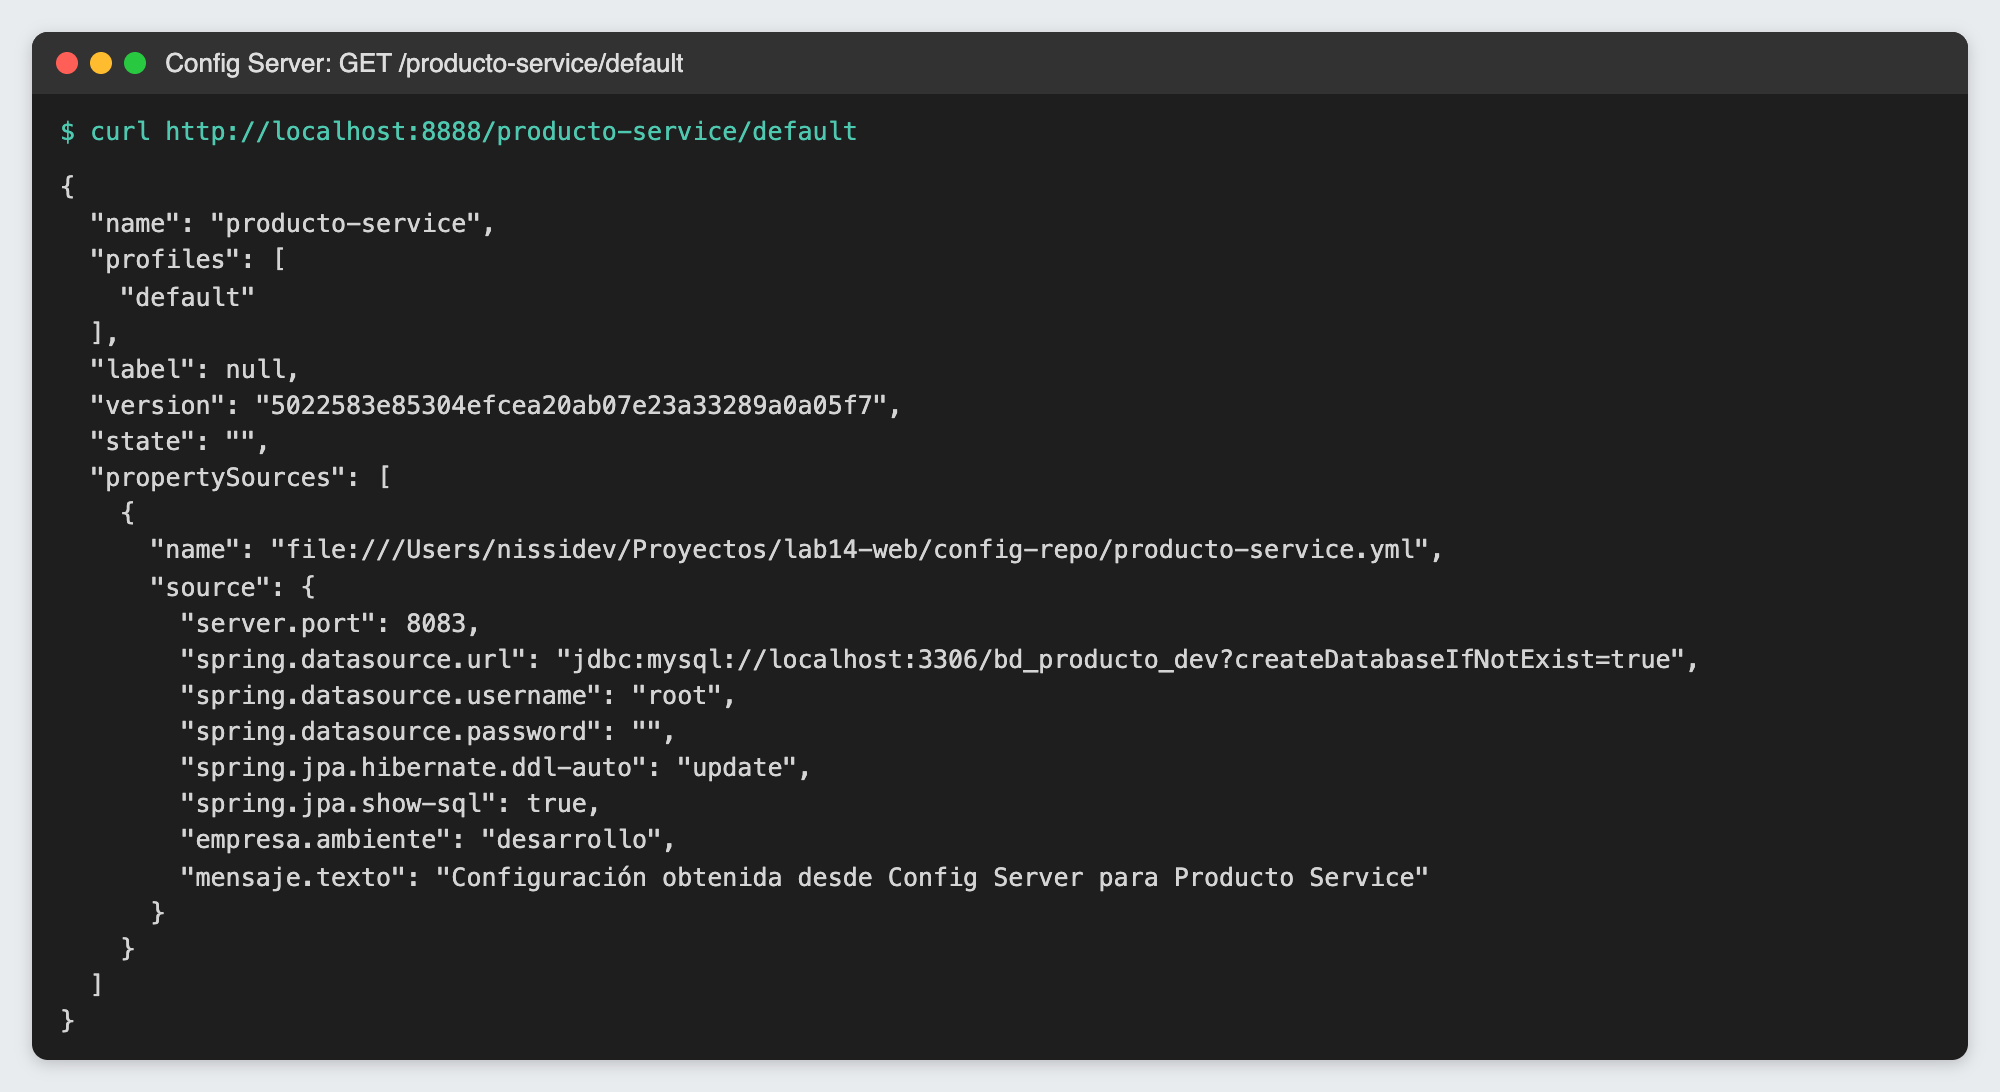 Config Server: GET /producto-service/default
$ curl http://localhost:8888/producto-service/default
{
  "name": "producto-service",
  "profiles": [
    "default"
  ],
  "label": null,
  "version": "5022583e85304efcea20ab07e23a33289a0a05f7",
  "state": "",
  "propertySources": [
    {
      "name": "file:///Users/nissidev/Proyectos/lab14-web/config-repo/producto-service.yml",
      "source": {
        "server.port": 8083,
        "spring.datasource.url": "jdbc:mysql://localhost:3306/bd_producto_dev?createDatabaseIfNotExist=true",
        "spring.datasource.username": "root",
        "spring.datasource.password": "",
        "spring.jpa.hibernate.ddl-auto": "update",
        "spring.jpa.show-sql": true,
        "empresa.ambiente": "desarrollo",
        "mensaje.texto": "Configuración obtenida desde Config Server para Producto Service"
      }
    }
  ]
}